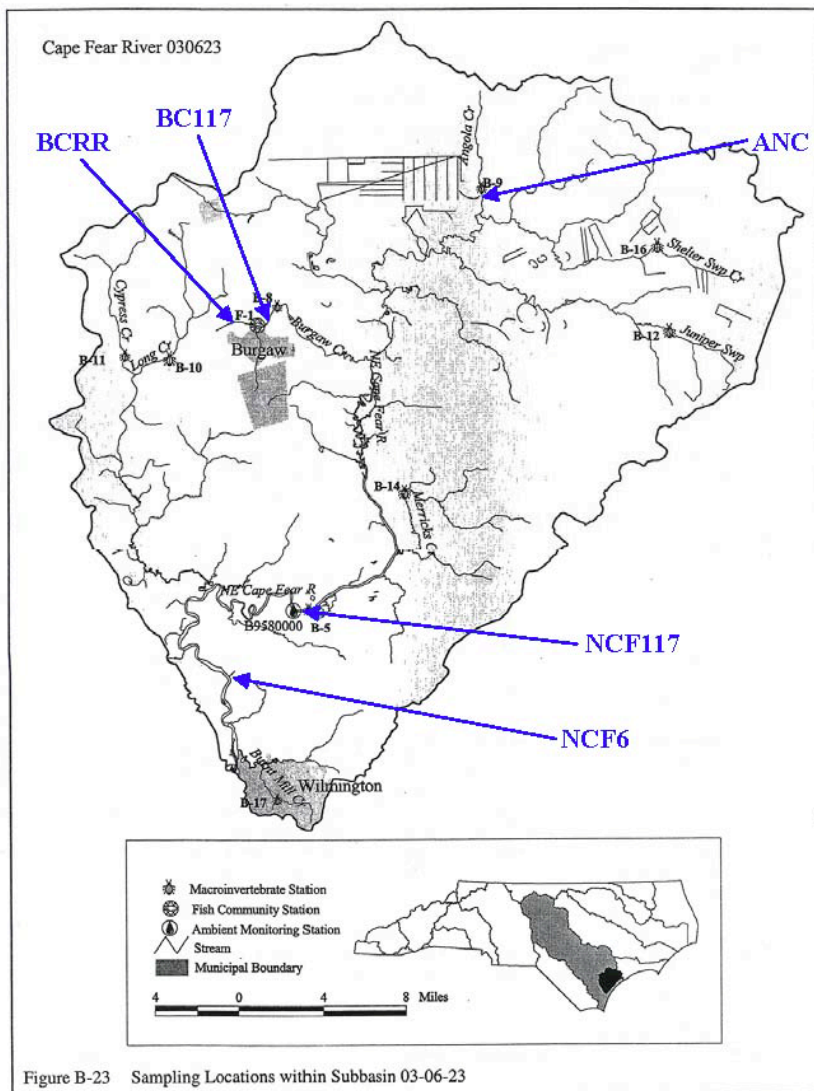 Cape Fear River 030623
BC117
BCRR
ANC
Angola Cr
B-9
B-16
Shelter Swp Cr
Cypress Cr
B-8
F-1
Burgaw Cr
Burgaw
NE Cape Fear R.
B-12
Juniper Swp
B-11
Long Cr
B-10
B-14
Merricks Cr
NE Cape Fear R
B9580000
B-5
NCF117
NCF6
Burnt Mill Cr
Wilmington
B-17
Macroinvertebrate Station
Fish Community Station
Ambient Monitoring Station
Stream
Municipal Boundary
4 0 4 8 Miles
Figure B-23 Sampling Locations within Subbasin 03-06-23